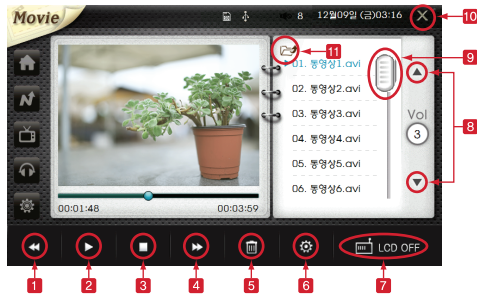 Movie
8 12월09일 (금)03:16
10
11
9
01. 동영상1.avi
02. 동영상2.avi
03. 동영상3.avi
04. 동영상4.avi
05. 동영상5.avi
06. 동영상6.avi
Vol
3
8
00:01:48 00:03:59
LCD OFF
1 2 3 4 5 6 7